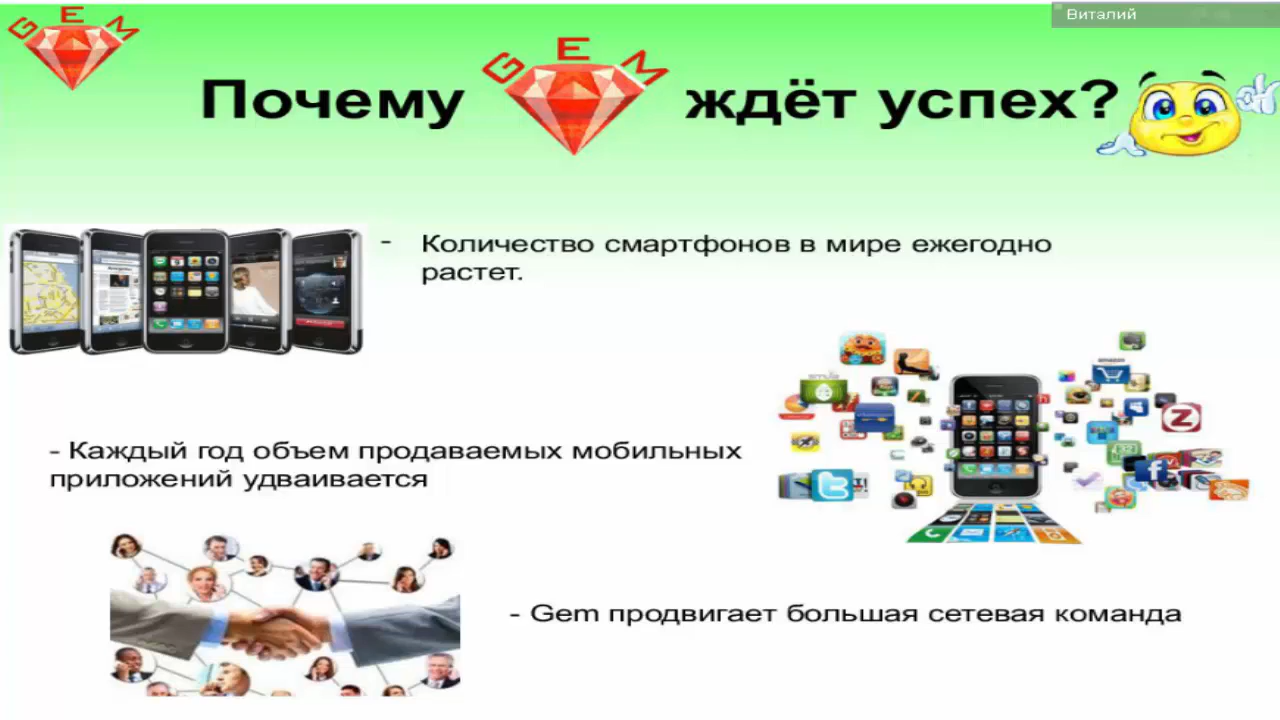 Виталий
GEM
Почему GEM ждёт успех?
- Количество смартфонов в мире ежегодно
растет.
- Каждый год объем продаваемых мобильных
приложений удваивается
- Gem продвигает большая сетевая команда